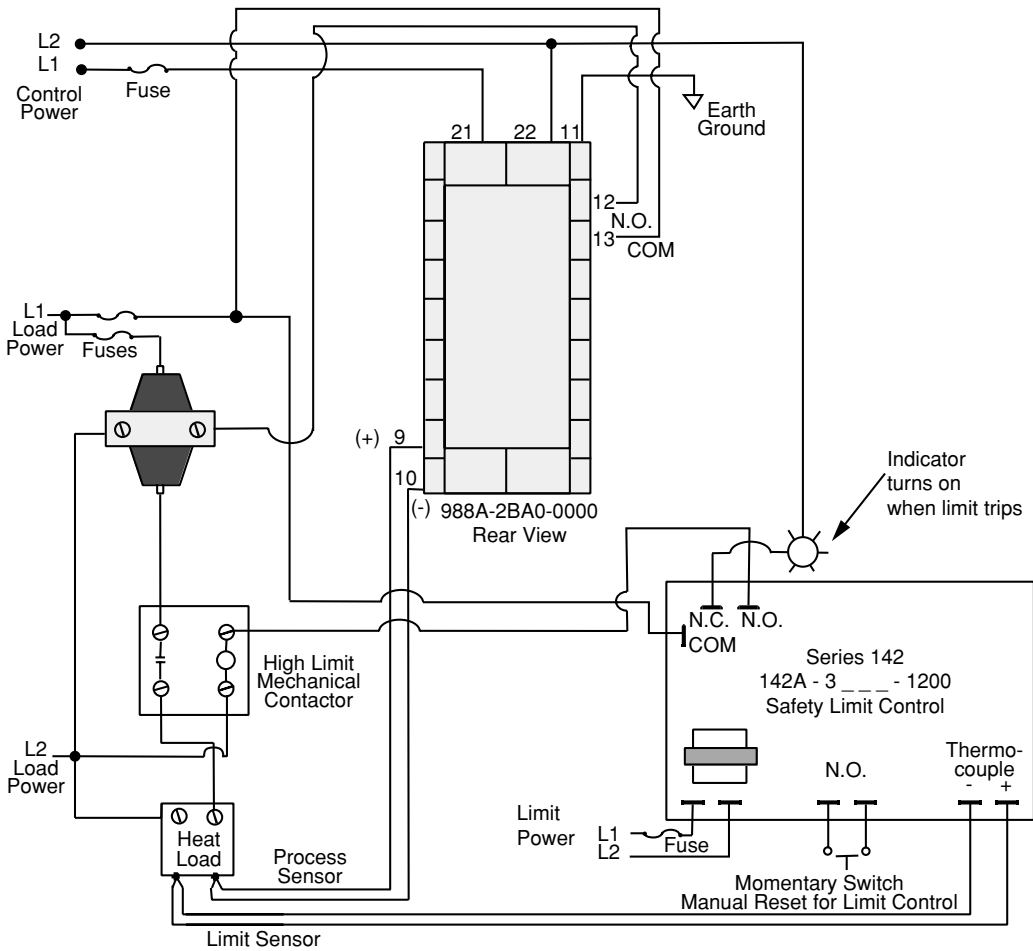 L2
L1
Control
Power
Fuse
21
22
11
Earth
Ground
12
N.O.
13
COM
L1
Load
Power
Fuses
(+) 9
10
(-)
988A-2BA0-0000
Rear View
Indicator
turns on
when limit trips
N.C.
N.O.
COM
Series 142
142A - 3 _ _ _ - 1200
Safety Limit Control
High Limit
Mechanical
Contactor
L2
Load
Power
N.O.
Thermo-
couple
- +
Limit
Power
L1
L2
Fuse
Heat
Load
Process
Sensor
Momentary Switch
Manual Reset for Limit Control
Limit Sensor